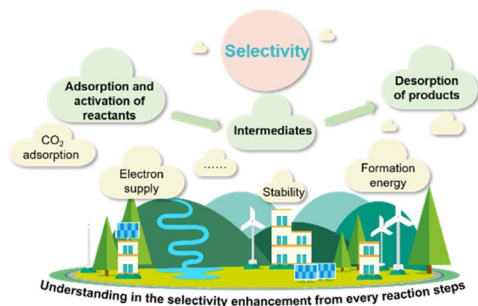 Selectivity
Adsorption and
activation of
reactants
Intermediates
Desorption
of products
CO₂
adsorption
Electron
supply
......
Stability
Formation
energy
Understanding in the selectivity enhancement from every reaction steps